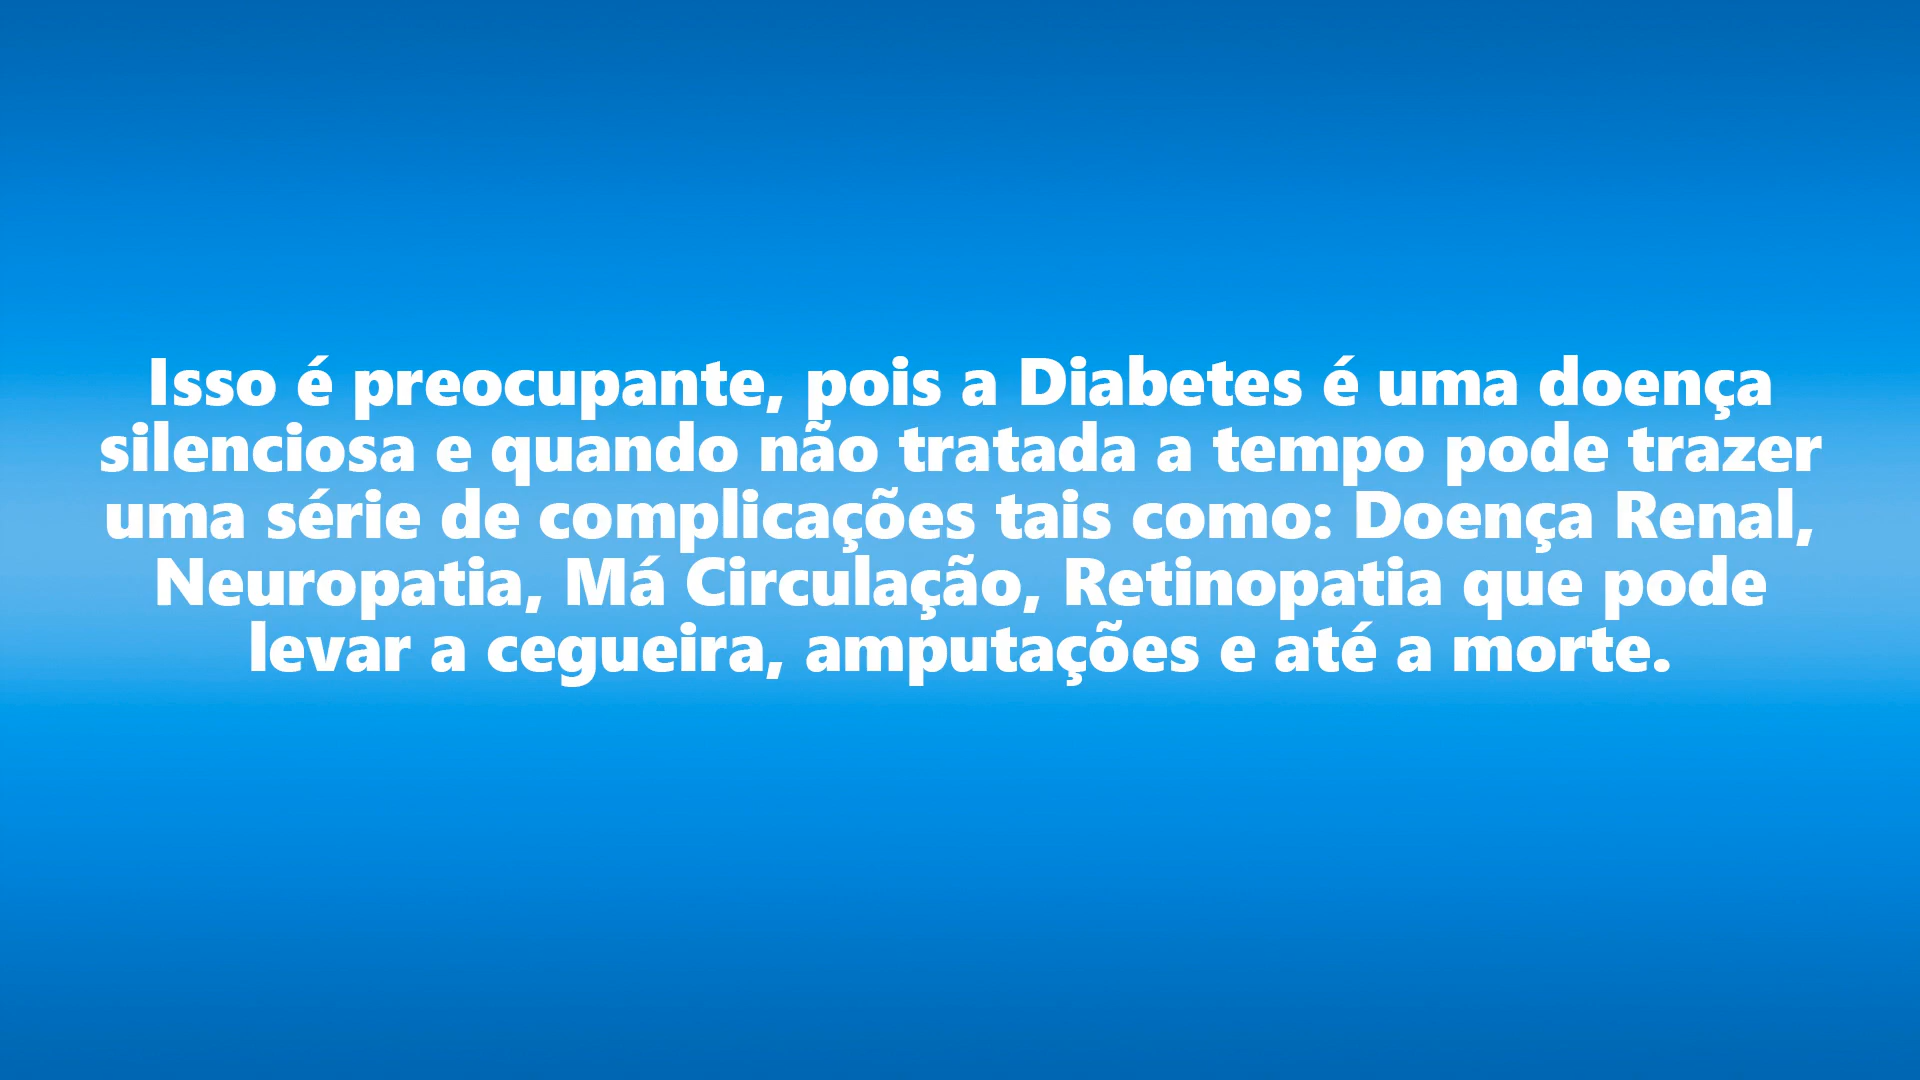 Isso é preocupante, pois a Diabetes é uma doença
silenciosa e quando não tratada a tempo pode trazer
uma série de complicações tais como: Doença Renal,
Neuropatia, Má Circulação, Retinopatia que pode
levar a cegueira, amputações e até a morte.